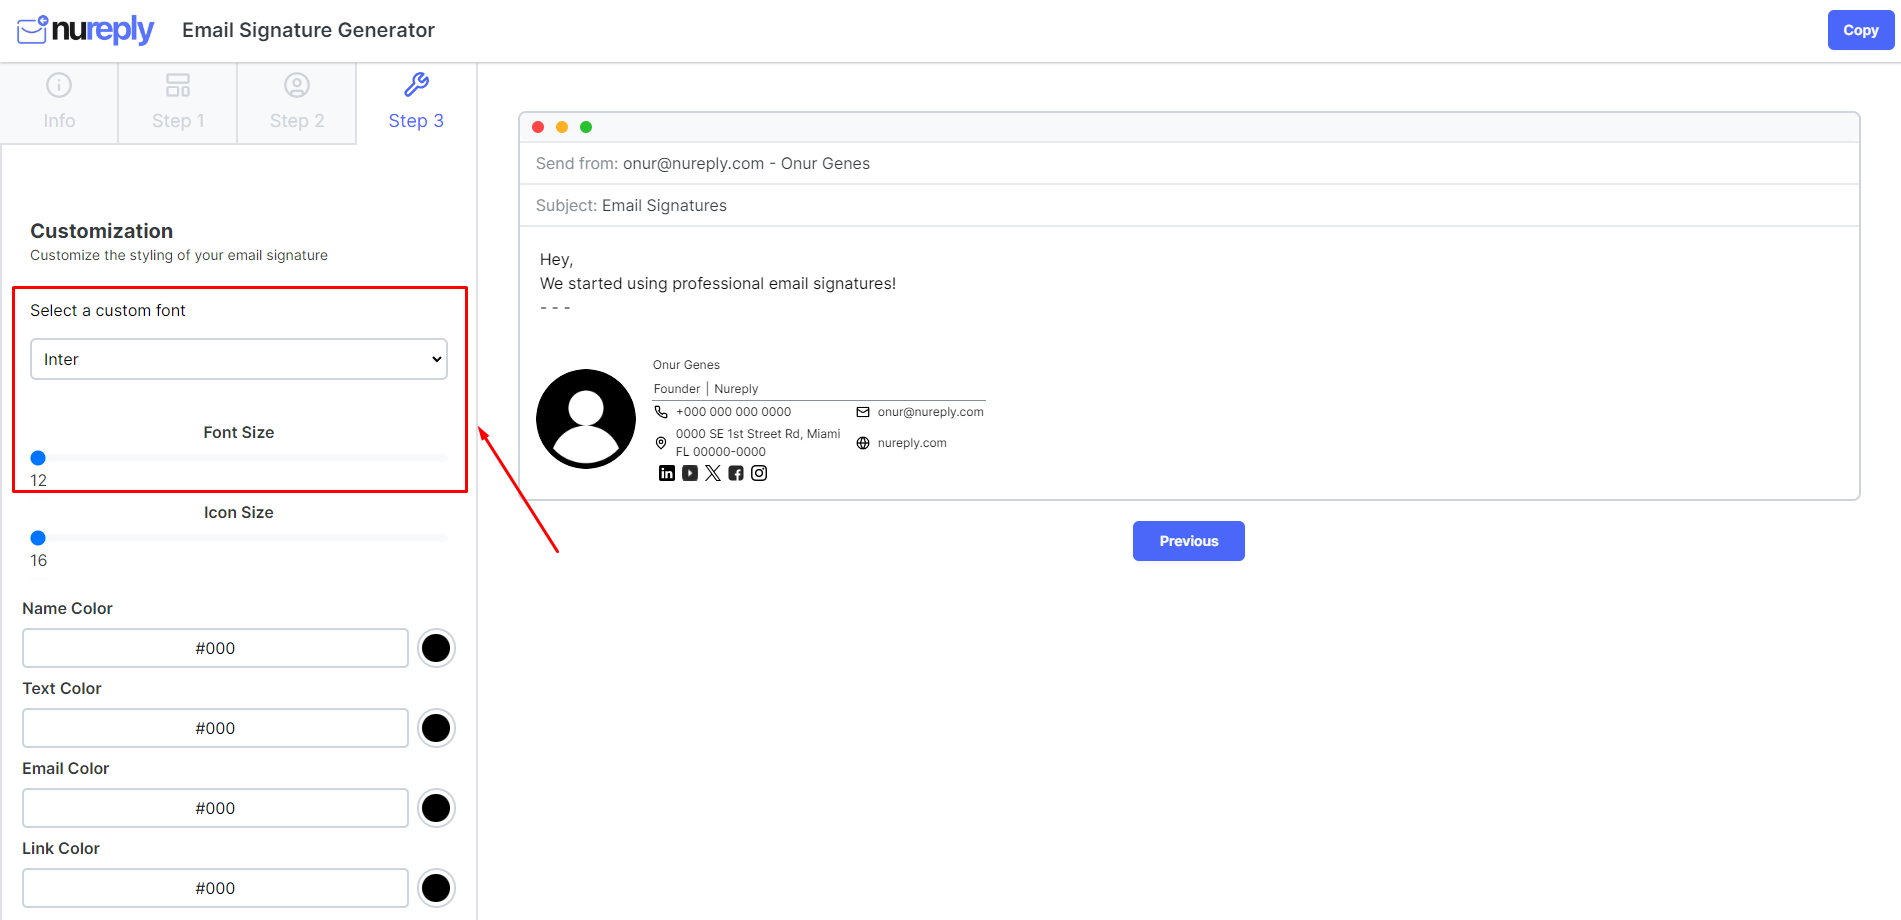 nureply
Email Signature Generator
Copy
Info
Step 1
Step 2
Step 3
Customization
Customize the styling of your email signature
Select a custom font
Inter
Font Size
12
Icon Size
16
Name Color
#000
Text Color
#000
Email Color
#000
Link Color
#000
Send from: onur@nureply.com - Onur Genes
Subject: Email Signatures
Hey,
We started using professional email signatures!
- - -
Onur Genes
Founder | Nureply
+000 000 000 0000
onur@nureply.com
0000 SE 1st Street Rd, Miami
FL 00000-0000
nureply.com
Previous